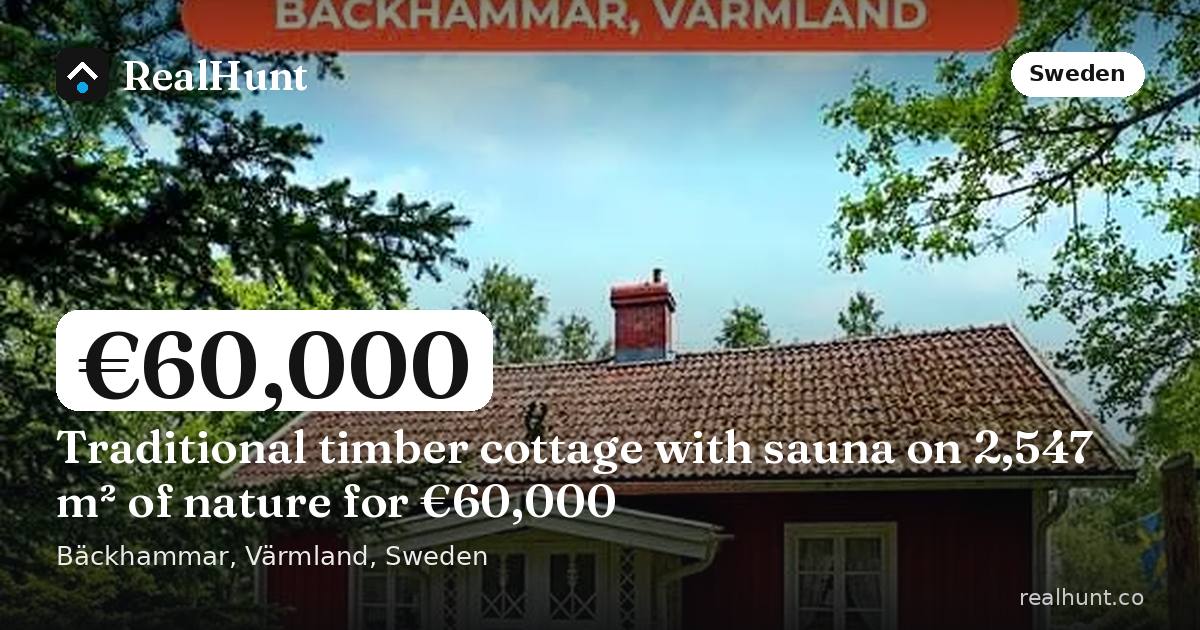 BÄCKHAMMAR, VÄRMLAND
RealHunt
Sweden
€60,000
Traditional timber cottage with sauna on 2,547
m² of nature for €60,000
Bäckhammar, Värmland, Sweden
realhunt.co